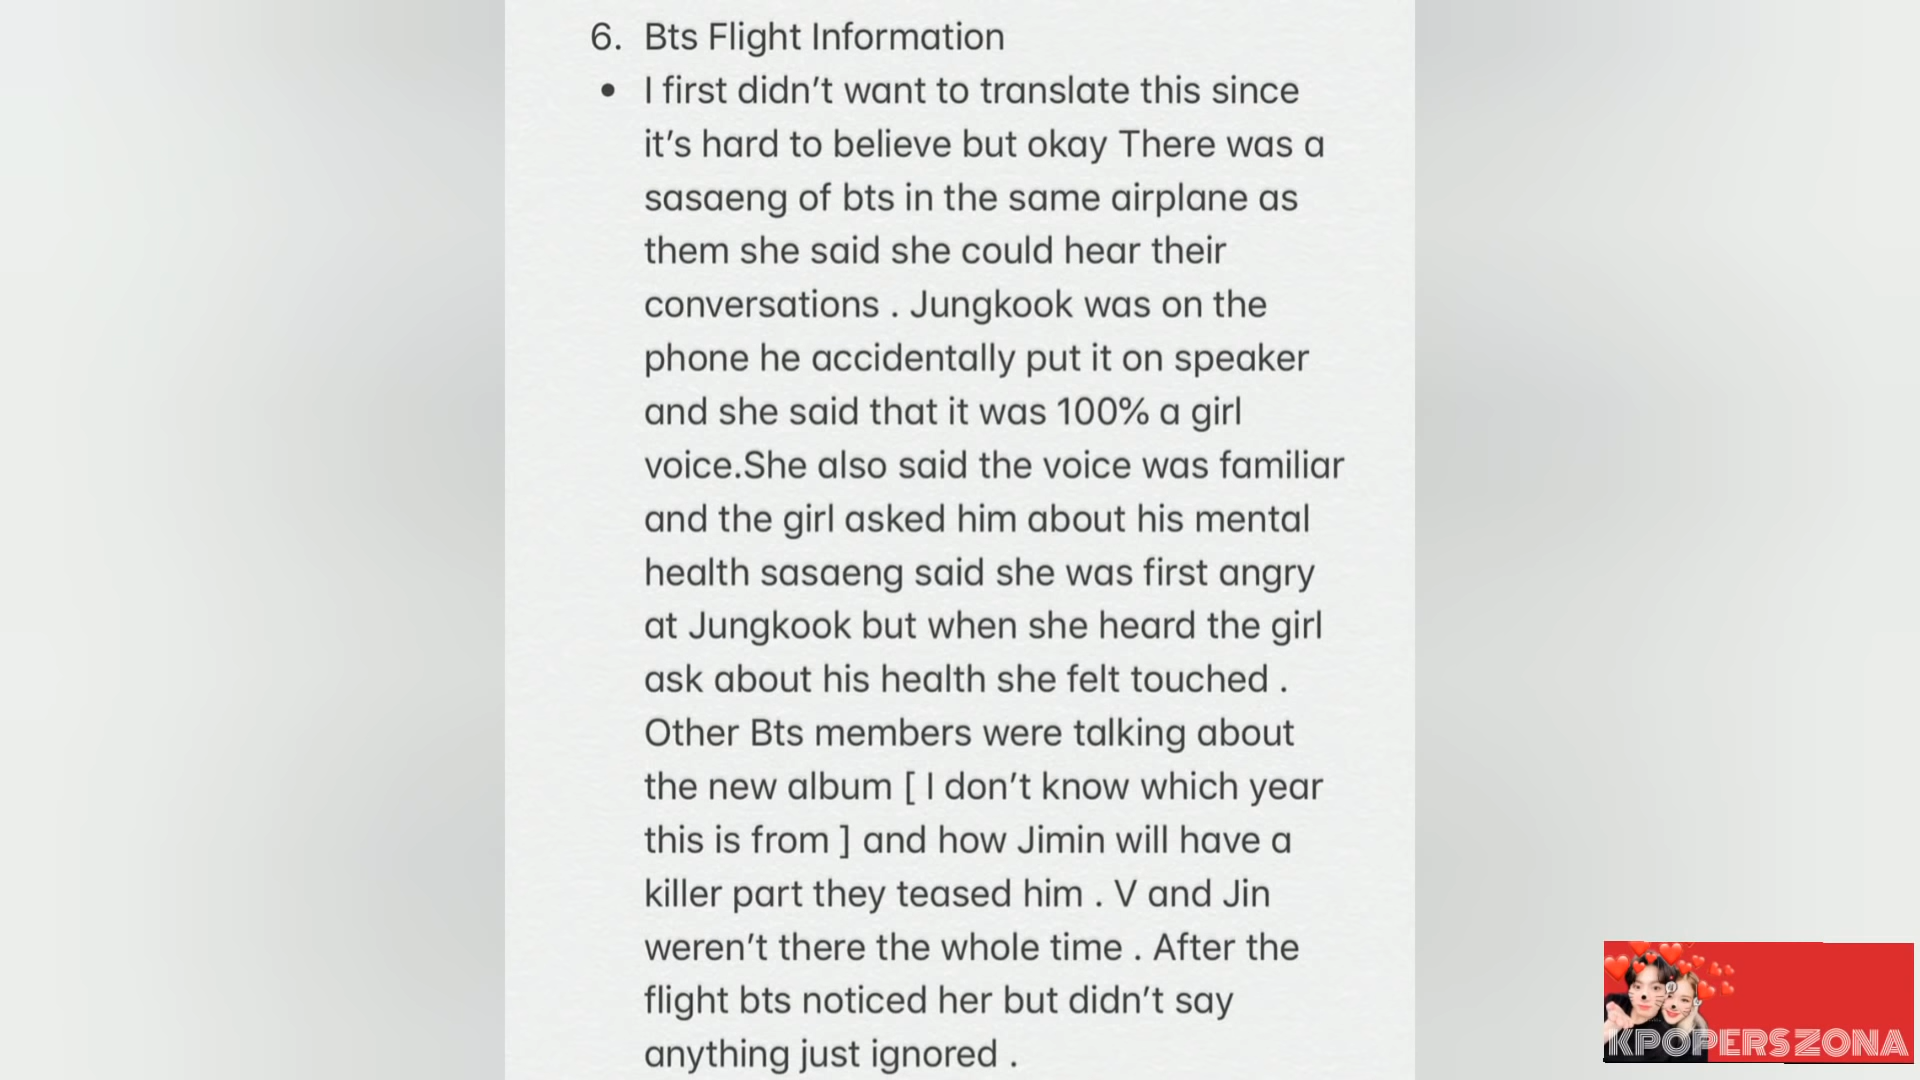 6. Bts Flight Information
• I first didn’t want to translate this since
it’s hard to believe but okay There was a
sasaeng of bts in the same airplane as
them she said she could hear their
conversations . Jungkook was on the
phone he accidentally put it on speaker
and she said that it was 100% a girl
voice.She also said the voice was familiar
and the girl asked him about his mental
health sasaeng said she was first angry
at Jungkook but when she heard the girl
ask about his health she felt touched .
Other Bts members were talking about
the new album [ I don’t know which year
this is from ] and how Jimin will have a
killer part they teased him . V and Jin
weren’t there the whole time . After the
flight bts noticed her but didn’t say
anything just ignored .
KPOPERS ZONA